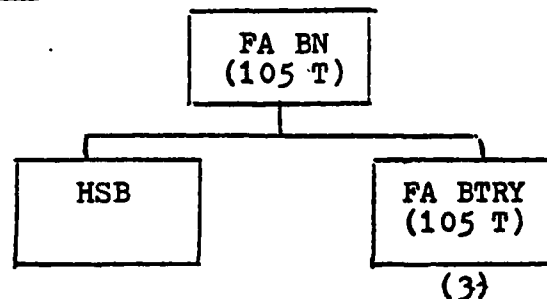 FA BN
(105 T)
HSB
FA BTRY
(105 T)
(3)